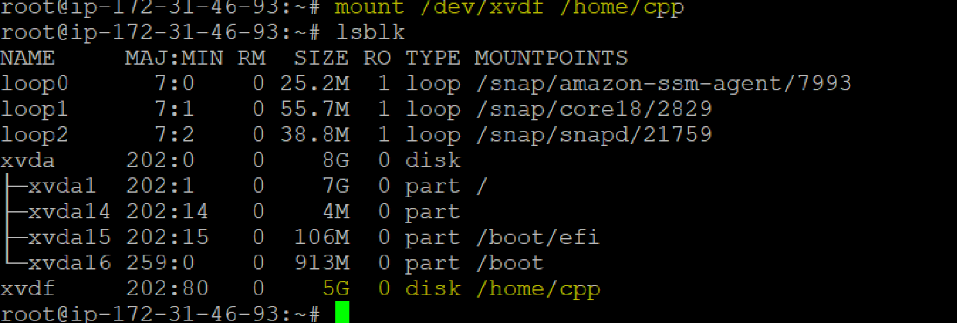 root@ip-172-31-46-93:~# mount /dev/xvdf /home/cpp
root@ip-172-31-46-93:~# lsblk
NAME     MAJ:MIN RM   SIZE RO TYPE MOUNTPOINTS
loop0      7:0    0  25.2M  1 loop /snap/amazon-ssm-agent/7993
loop1      7:1    0  55.7M  1 loop /snap/core18/2829
loop2      7:2    0  38.8M  1 loop /snap/snapd/21759
xvda     202:0    0     8G  0 disk
├─xvda1  202:1    0     7G  0 part /
├─xvda14 202:14   0     4M  0 part
├─xvda15 202:15   0   106M  0 part /boot/efi
└─xvda16 259:0    0   913M  0 part /boot
xvdf     202:80   0     5G  0 disk /home/cpp
root@ip-172-31-46-93:~#